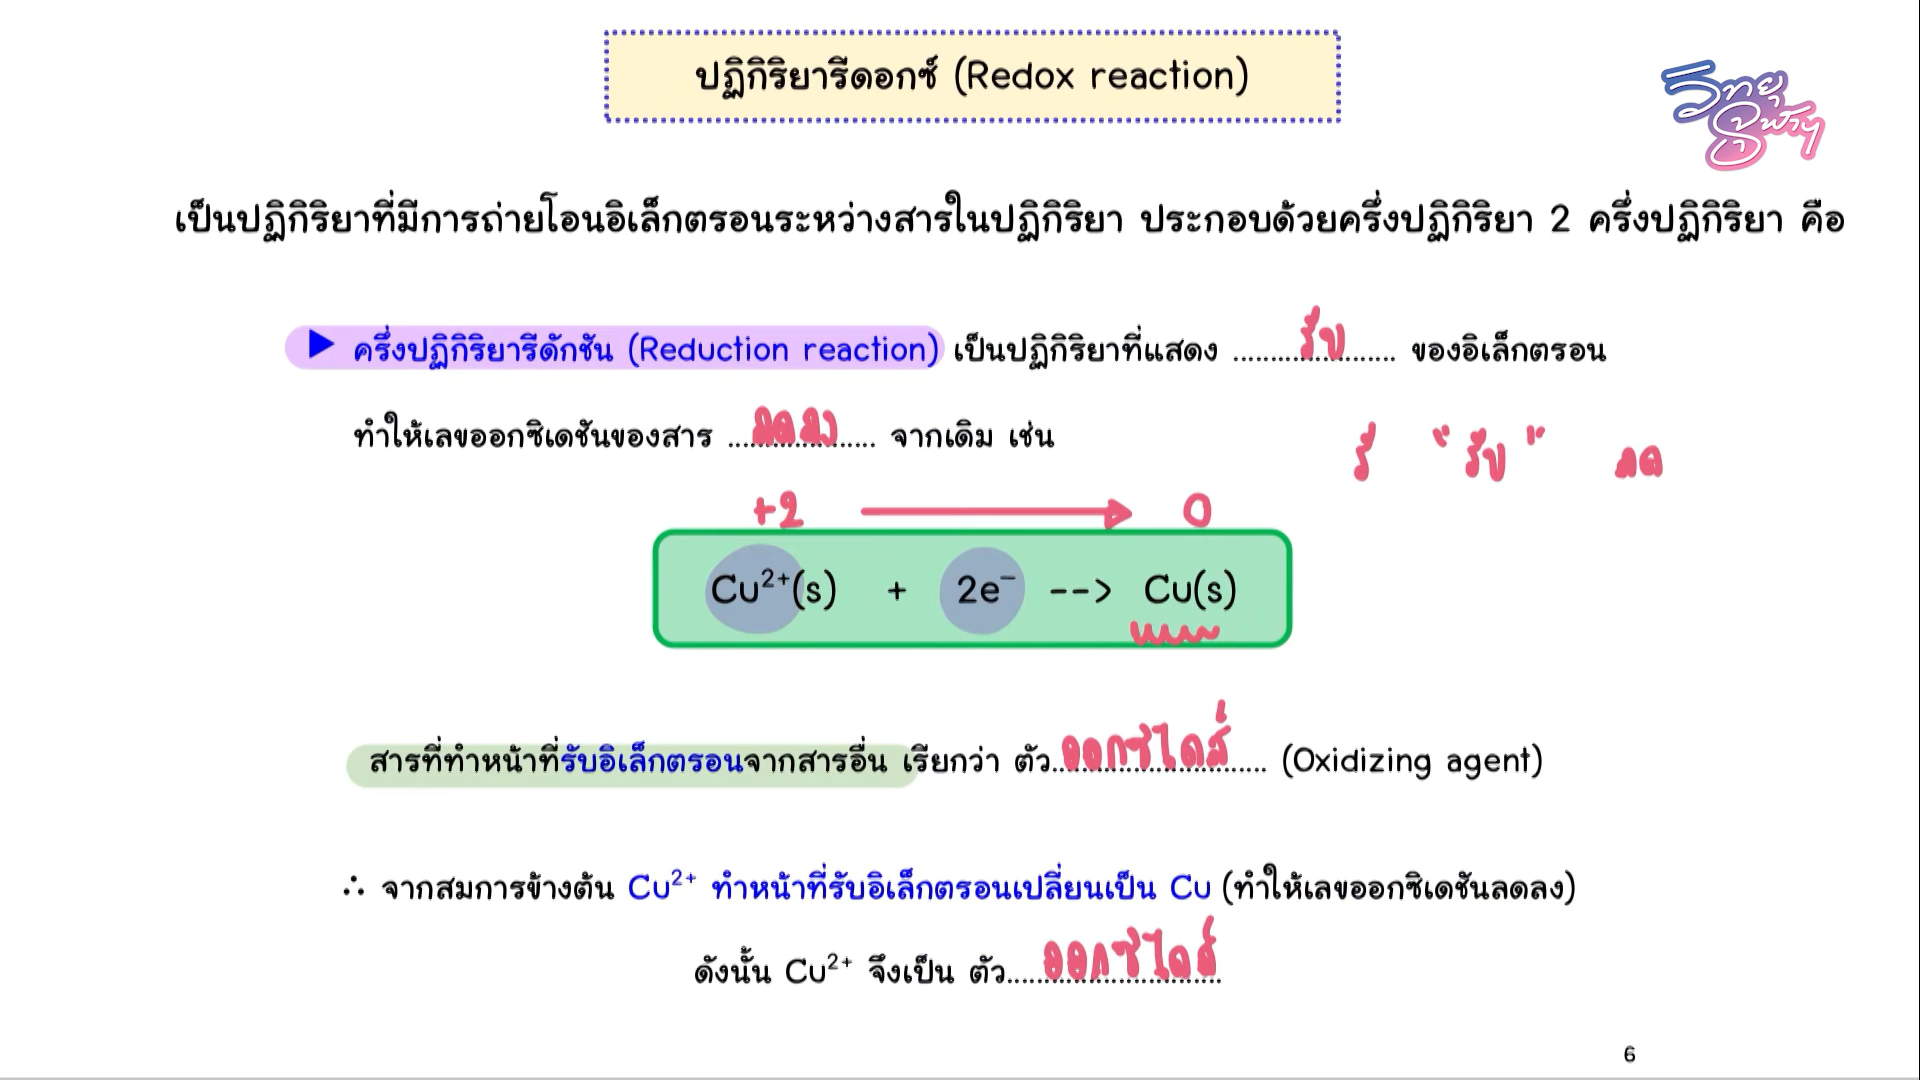 ปฏิกิริยารีดอกซ์ (Redox reaction)
วิทยุจุฬาฯ
เป็นปฏิกิริยาที่มีการถ่ายโอนอิเล็กตรอนระหว่างสารในปฏิกิริยา ประกอบด้วยครึ่งปฏิกิริยา 2 ครึ่งปฏิกิริยา คือ
▶ ครึ่งปฏิกิริยารีดักชัน (Reduction reaction) เป็นปฏิกิริยาที่แสดง ......รับ...... ของอิเล็กตรอน
ทำให้เลขออกซิเดชันของสาร ...ลดลง... จากเดิม เช่น
รี "รับ" ลด
+2 → 0
Cu²⁺(s) + 2e⁻ --> Cu(s)
สารที่ทำหน้าที่รับอิเล็กตรอนจากสารอื่น เรียกว่า ตัว...ออกซิไดส์... (Oxidizing agent)
∴ จากสมการข้างต้น Cu²⁺ ทำหน้าที่รับอิเล็กตรอนเปลี่ยนเป็น Cu (ทำให้เลขออกซิเดชันลดลง)
ดังนั้น Cu²⁺ จึงเป็น ตัว...ออกซิไดส์...
6